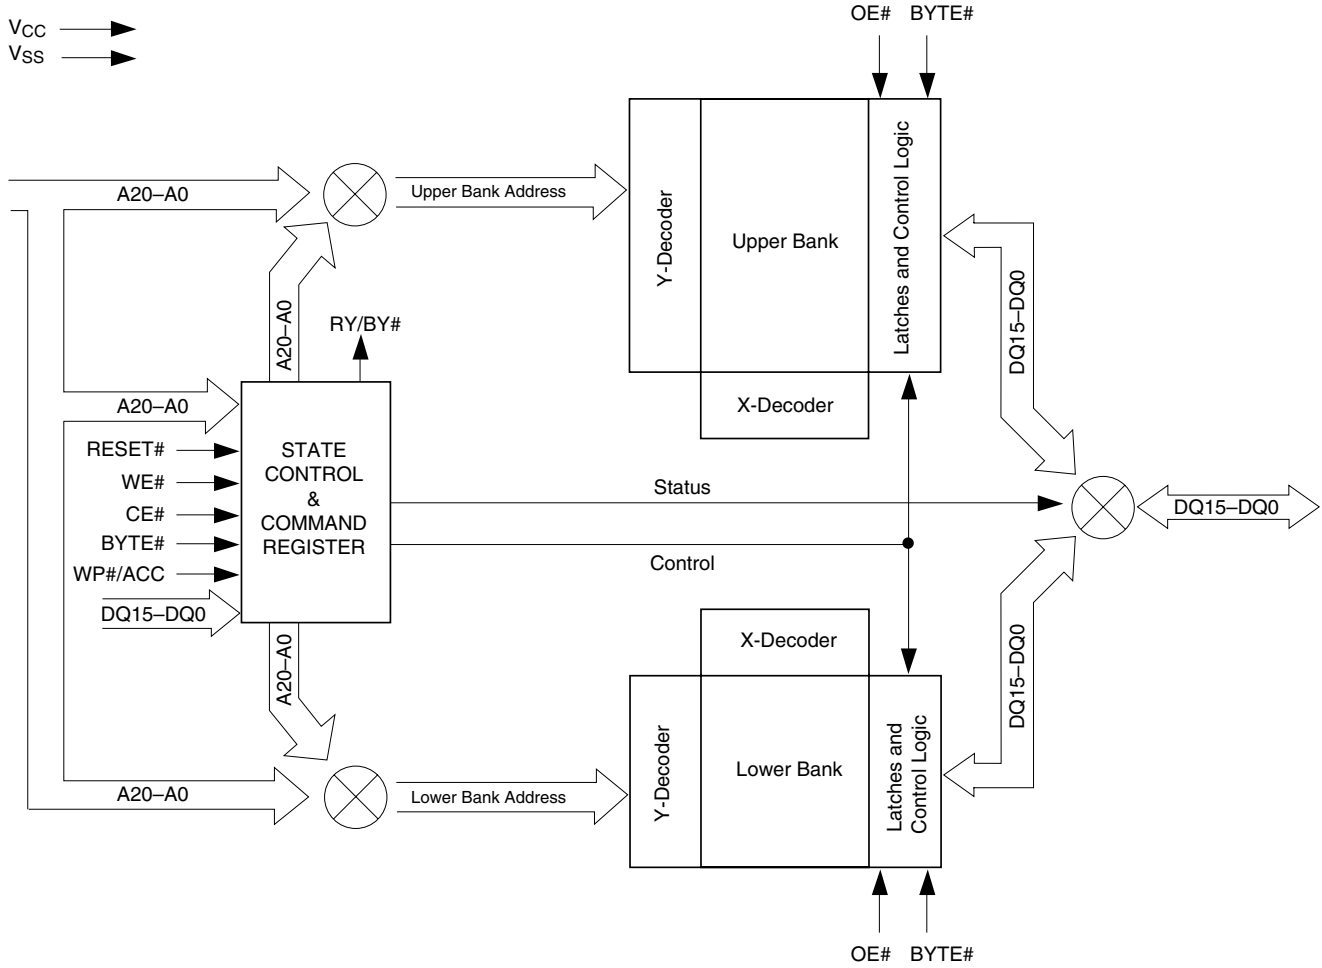 VCC
VSS
OE# BYTE#
A20–A0
Upper Bank Address
Y-Decoder
Upper Bank
Latches and Control Logic
DQ15–DQ0
A20–A0
RY/BY#
X-Decoder
A20–A0
RESET#
WE#
CE#
BYTE#
WP#/ACC
DQ15–DQ0
STATE
CONTROL
&
COMMAND
REGISTER
Status
Control
DQ15–DQ0
A20–A0
X-Decoder
Y-Decoder
Lower Bank
Latches and
Control Logic
DQ15–DQ0
A20–A0
Lower Bank Address
OE# BYTE#